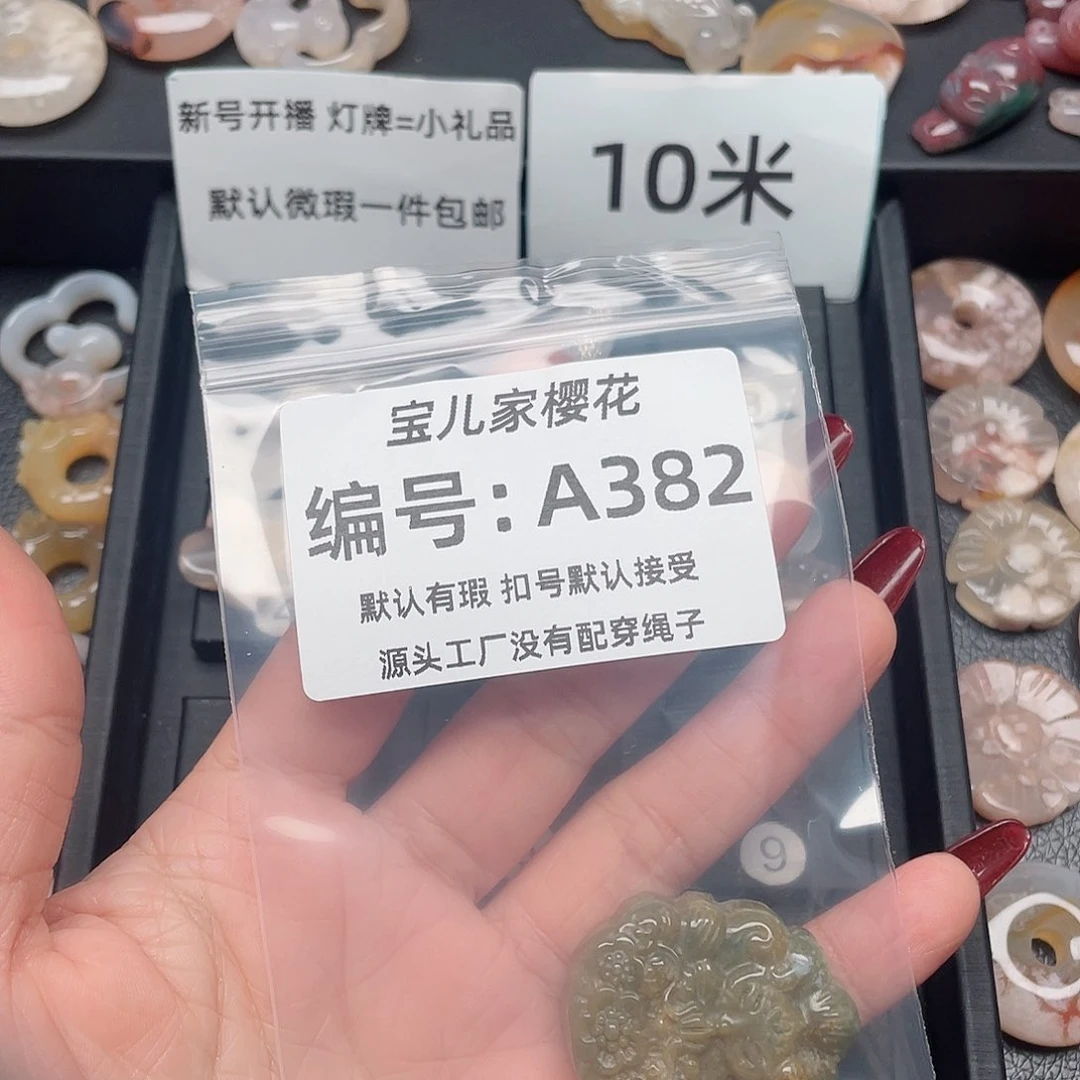 新号开播 灯牌=小礼品
默认微瑕一件包邮
10米
宝儿家樱花
编号：A382
默认有瑕 扣号默认接受
源头工厂没有配穿绳子
9
9